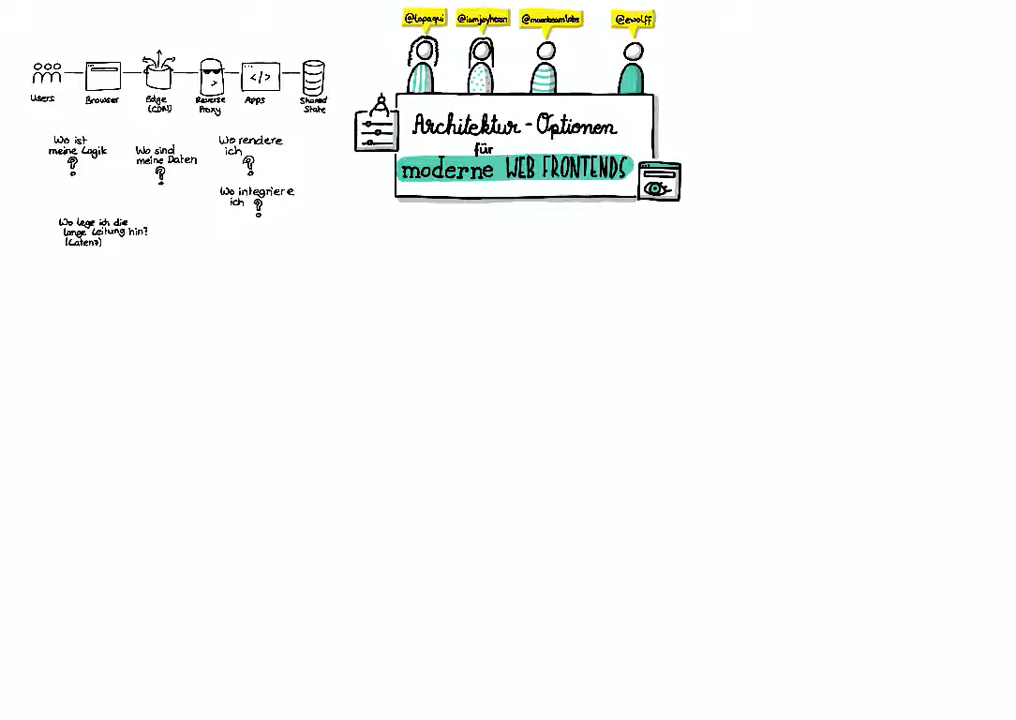 @lapaqui
@iamjoyheron
@moonbeamlabs
@ewolff
Users
Browser
Edge
(CDN)
Reverse
Proxy
Apps
</>
Shared
State
Architektur-Optionen
für
moderne WEB FRONTENDS
Wo ist
meine Logik
?
Wo sind
meine Daten
?
Wo rendere
ich ?
Wo integriere
ich ?
Wo lege ich die
lange Leitung hin?
(Latenz)